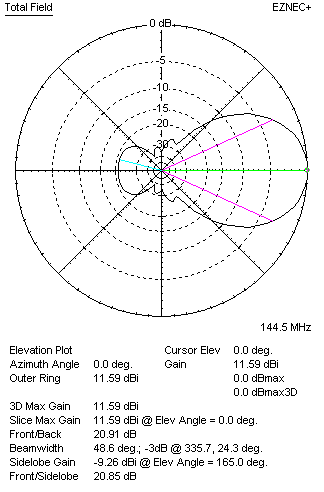 Total Field EZNEC+
0 dB
-5
-10
-15
-20
-30
144.5 MHz
Elevation Plot Cursor Elev 0.0 deg.
Azimuth Angle 0.0 deg. Gain 11.59 dBi
Outer Ring 11.59 dBi 0.0 dBmax
0.0 dBmax3D
3D Max Gain 11.59 dBi
Slice Max Gain 11.59 dBi @ Elev Angle = 0.0 deg.
Front/Back 20.91 dB
Beamwidth 48.6 deg.; -3dB @ 335.7, 24.3 deg.
Sidelobe Gain -9.26 dBi @ Elev Angle = 165.0 deg.
Front/Sidelobe 20.85 dB